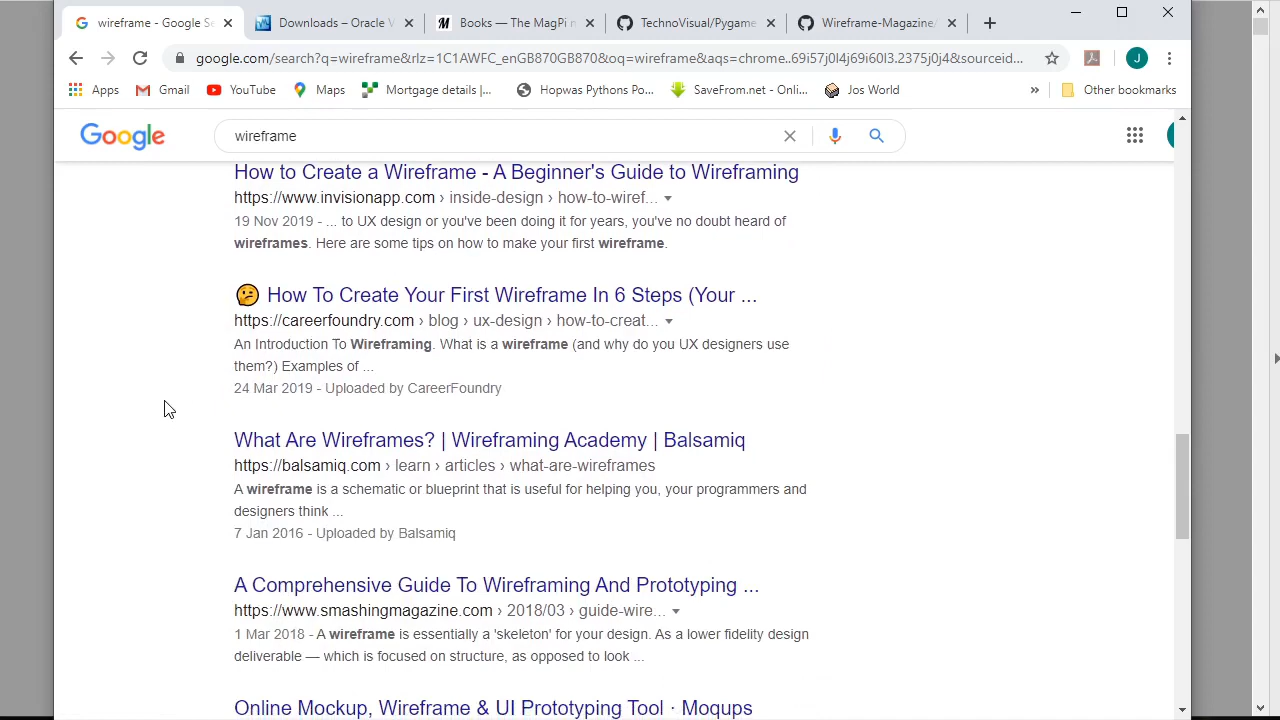 wireframe - Google Se
Downloads – Oracle V
Books — The MagPi m
TechnoVisual/Pygame
Wireframe-Magazine/
google.com/search?q=wireframe&rlz=1C1AWFC_enGB870GB870&oq=wireframe&aqs=chrome..69i57j0l4j69i60l3.2375j0j4&sourceid...
J
Apps
Gmail
YouTube
Maps
Mortgage details |...
Hopwas Pythons Po...
SaveFrom.net - Onli...
Jos World
»
Other bookmarks
Google
wireframe
How to Create a Wireframe - A Beginner's Guide to Wireframing
https://www.invisionapp.com › inside-design › how-to-wiref...
19 Nov 2019 - ... to UX design or you've been doing it for years, you've no doubt heard of
wireframes. Here are some tips on how to make your first wireframe.
🤔 How To Create Your First Wireframe In 6 Steps (Your ...
https://careerfoundry.com › blog › ux-design › how-to-creat...
An Introduction To Wireframing. What is a wireframe (and why do you UX designers use
them?) Examples of ...
24 Mar 2019 - Uploaded by CareerFoundry
What Are Wireframes? | Wireframing Academy | Balsamiq
https://balsamiq.com › learn › articles › what-are-wireframes
A wireframe is a schematic or blueprint that is useful for helping you, your programmers and
designers think ...
7 Jan 2016 - Uploaded by Balsamiq
A Comprehensive Guide To Wireframing And Prototyping ...
https://www.smashingmagazine.com › 2018/03 › guide-wire...
1 Mar 2018 - A wireframe is essentially a 'skeleton' for your design. As a lower fidelity design
deliverable — which is focused on structure, as opposed to look ...
Online Mockup, Wireframe & UI Prototyping Tool · Moqups